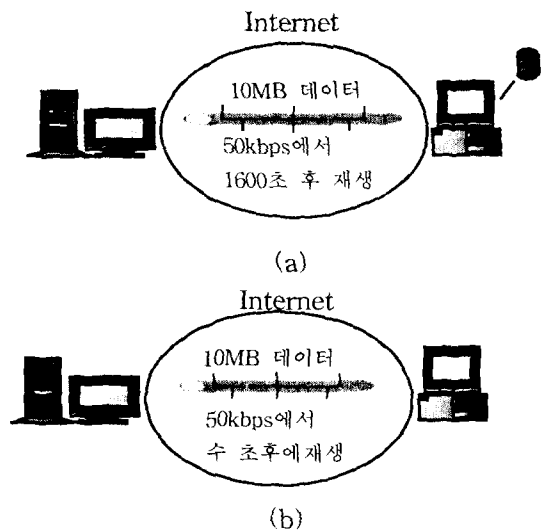 Internet
10MB 데이터
50kbps에서
1600초 후 재생
(a)
Internet
10MB 데이터
50kbps에서
수 초후에재생
(b)